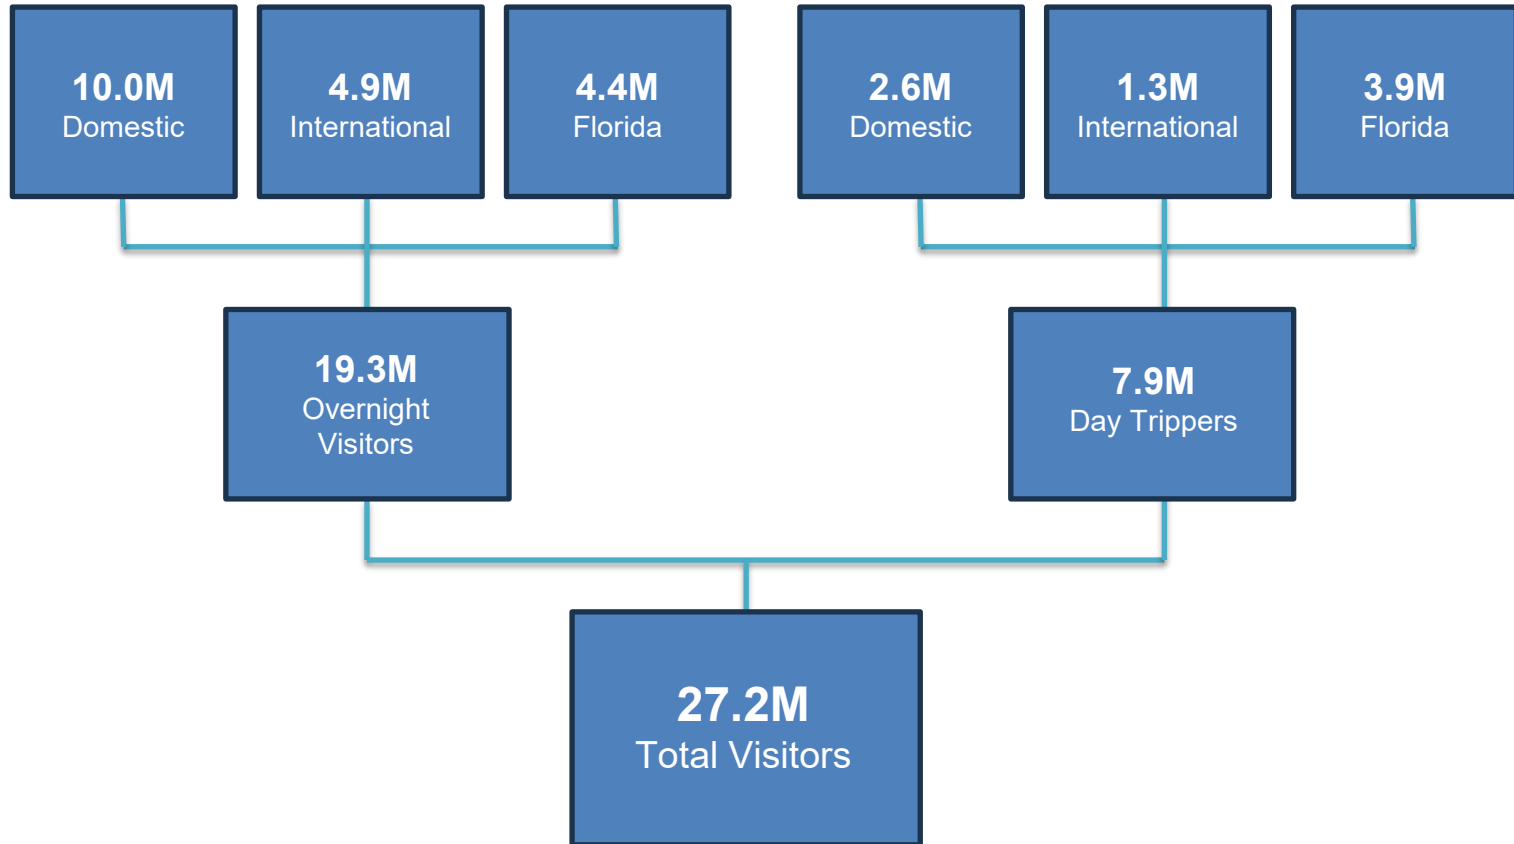 10.0M
Domestic
4.9M
International
4.4M
Florida
2.6M
Domestic
1.3M
International
3.9M
Florida
19.3M
Overnight
Visitors
7.9M
Day Trippers
27.2M
Total Visitors